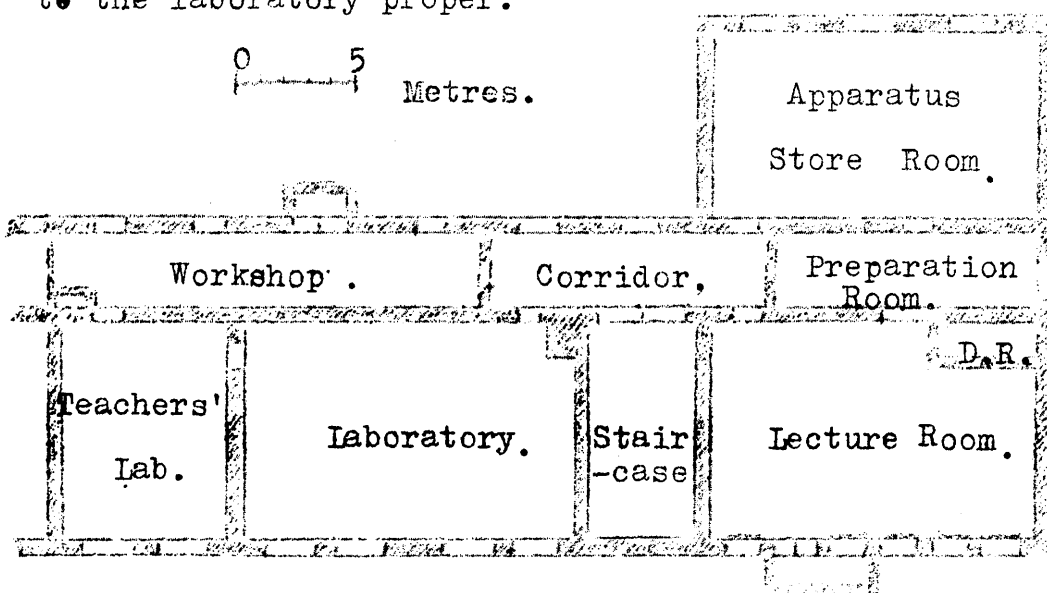 to the laboratory proper.
0 5
Metres.
Apparatus
Store Room.
Workshop.
Corridor,
Preparation
Room.
D.R.
Teachers'
Lab.
Laboratory.
Stair
-case
Lecture Room.